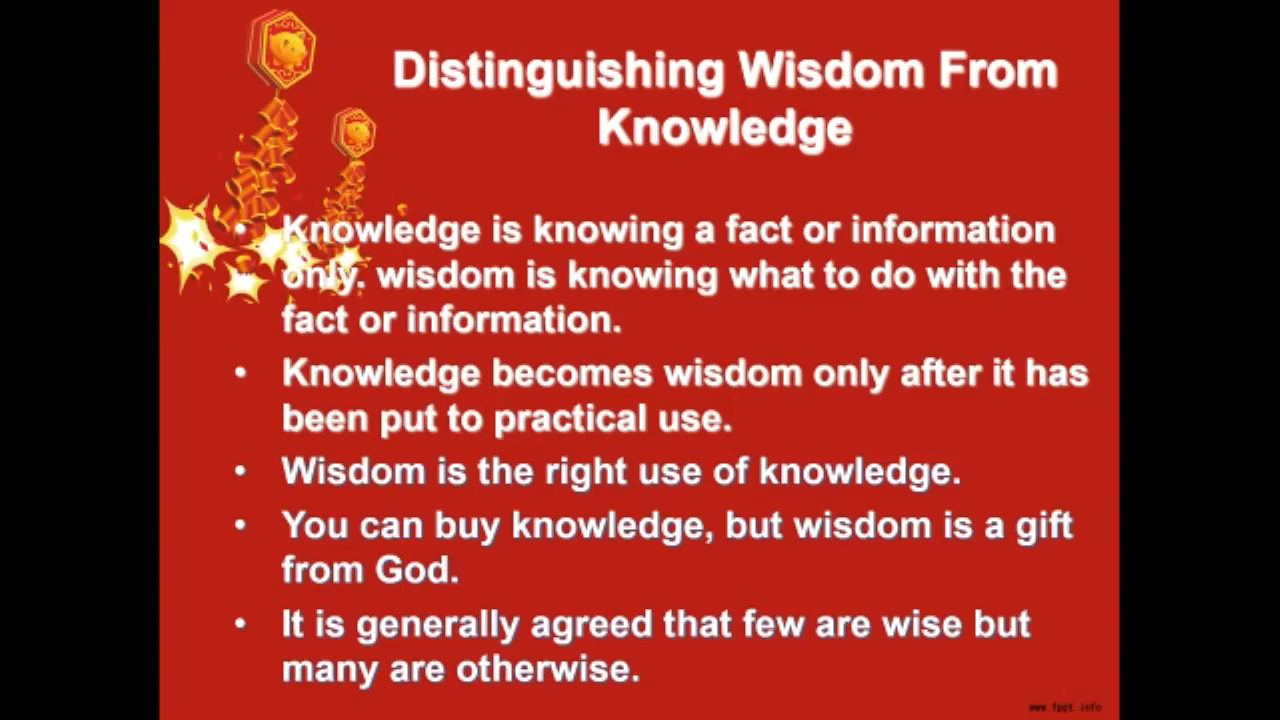 Distinguishing Wisdom From
Knowledge
• Knowledge is knowing a fact or information
only. wisdom is knowing what to do with the
fact or information.
• Knowledge becomes wisdom only after it has
been put to practical use.
• Wisdom is the right use of knowledge.
• You can buy knowledge, but wisdom is a gift
from God.
• It is generally agreed that few are wise but
many are otherwise.
www.fppt.info